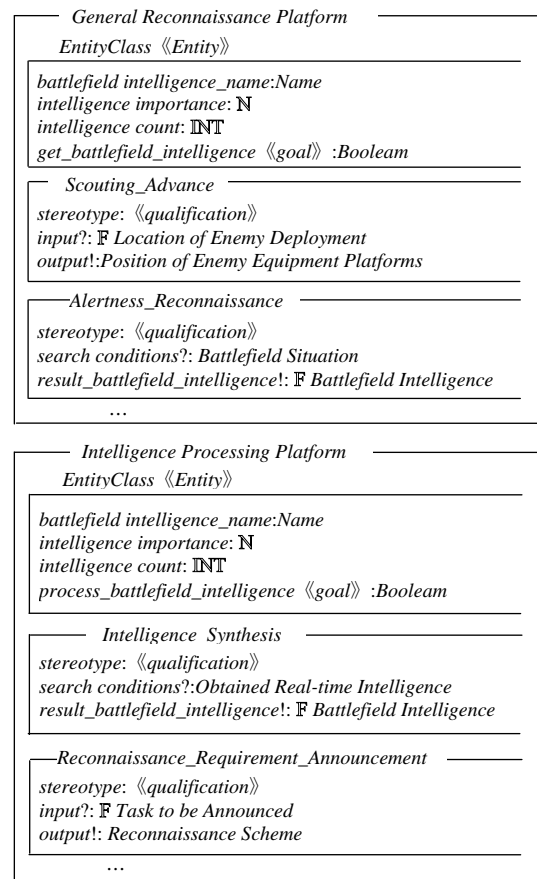 General Reconnaissance Platform
EntityClass《Entity》
battlefield intelligence_name:Name
intelligence importance: ℕ
intelligence count: INT
get_battlefield_intelligence《goal》:Booleam
Scouting_Advance
stereotype:《qualification》
input?: 𝔽 Location of Enemy Deployment
output!:Position of Enemy Equipment Platforms
Alertness_Reconnaissance
stereotype:《qualification》
search conditions?: Battlefield Situation
result_battlefield_intelligence!: 𝔽 Battlefield Intelligence
…
Intelligence Processing Platform
EntityClass《Entity》
battlefield intelligence_name:Name
intelligence importance: ℕ
intelligence count: INT
process_battlefield_intelligence《goal》:Booleam
Intelligence_Synthesis
stereotype:《qualification》
search conditions?:Obtained Real-time Intelligence
result_battlefield_intelligence!: 𝔽 Battlefield Intelligence
Reconnaissance_Requirement_Announcement
stereotype:《qualification》
input?: 𝔽 Task to be Announced
output!: Reconnaissance Scheme
…